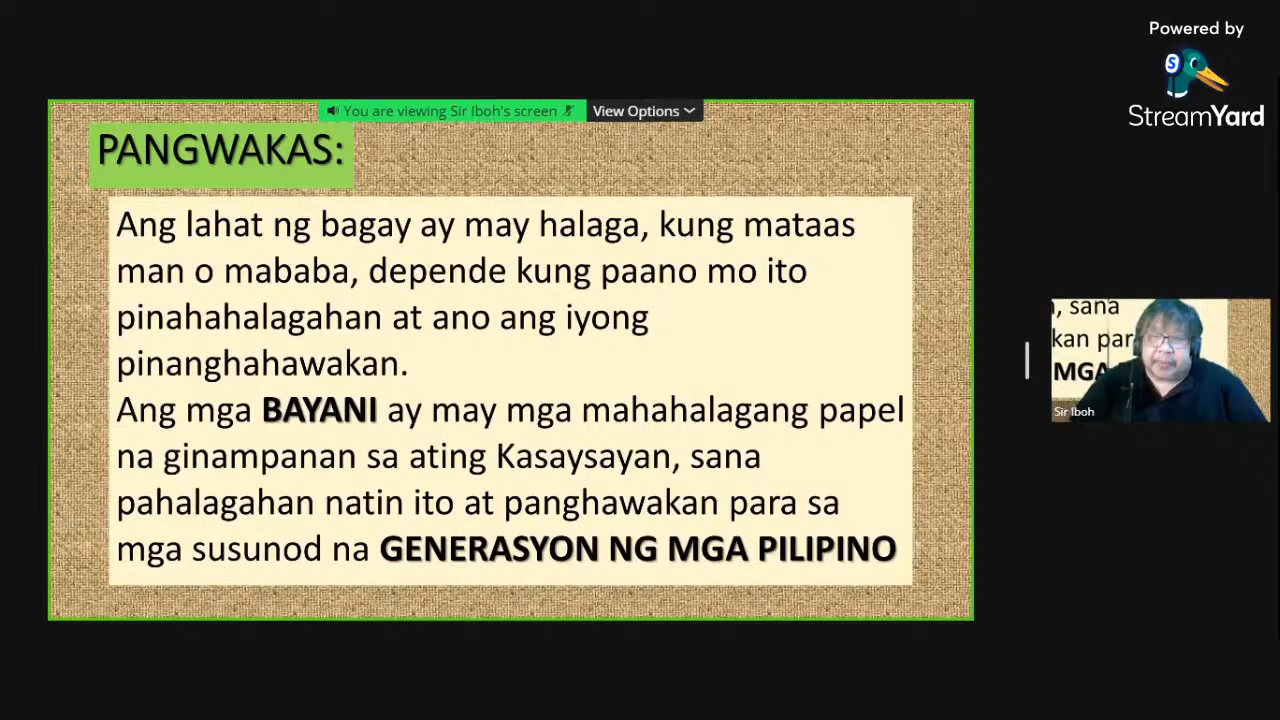 Powered by
S
StreamYard
You are viewing Sir Iboh's screen
View Options
PANGWAKAS:
Ang lahat ng bagay ay may halaga, kung mataas
man o mababa, depende kung paano mo ito
pinahahalagahan at ano ang iyong
pinanghahawakan.
Ang mga BAYANI ay may mga mahahalagang papel
na ginampanan sa ating Kasaysayan, sana
pahalagahan natin ito at panghawakan para sa
mga susunod na GENERASYON NG MGA PILIPINO
, sana
kan par
MGA
Sir Iboh